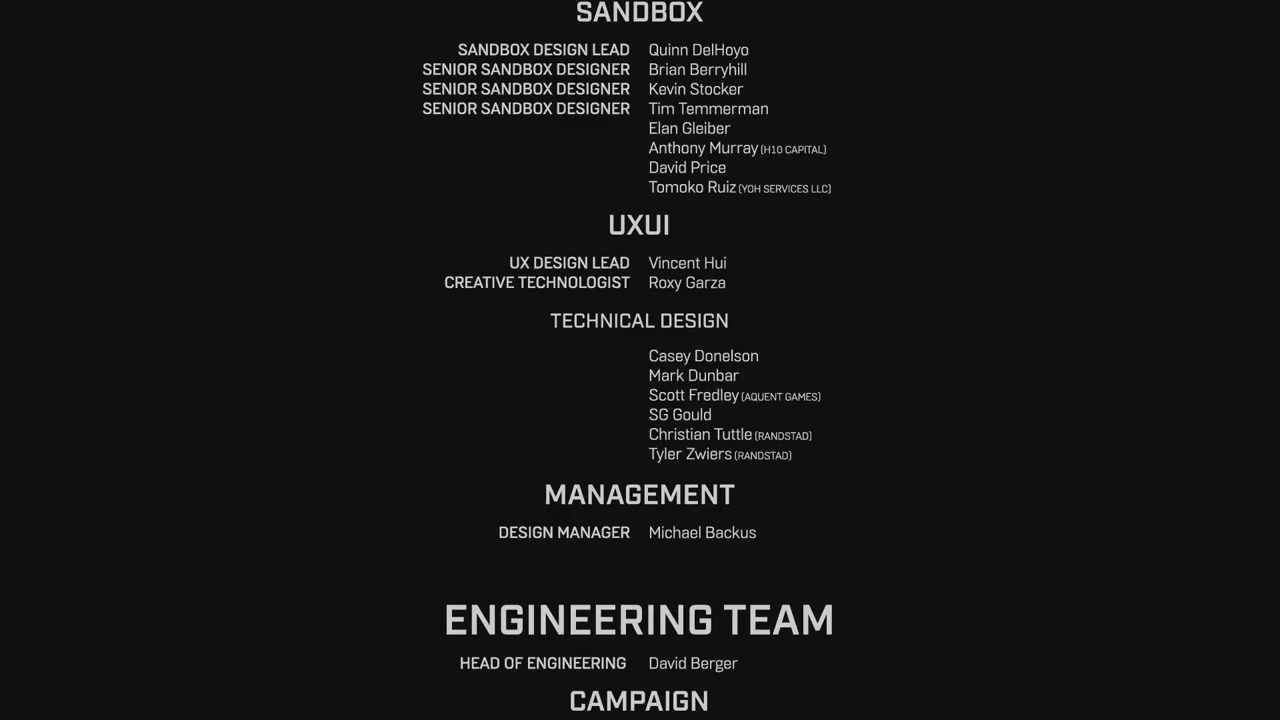 SANDBOX
SANDBOX DESIGN LEAD Quinn DelHoyo
SENIOR SANDBOX DESIGNER Brian Berryhill
SENIOR SANDBOX DESIGNER Kevin Stocker
SENIOR SANDBOX DESIGNER Tim Temmerman
Elan Gleiber
Anthony Murray (H10 CAPITAL)
David Price
Tomoko Ruiz (YOH SERVICES LLC)
UXUI
UX DESIGN LEAD Vincent Hui
CREATIVE TECHNOLOGIST Roxy Garza
TECHNICAL DESIGN
Casey Donelson
Mark Dunbar
Scott Fredley (AQUENT GAMES)
SG Gould
Christian Tuttle (RANDSTAD)
Tyler Zwiers (RANDSTAD)
MANAGEMENT
DESIGN MANAGER Michael Backus
ENGINEERING TEAM
HEAD OF ENGINEERING David Berger
CAMPAIGN